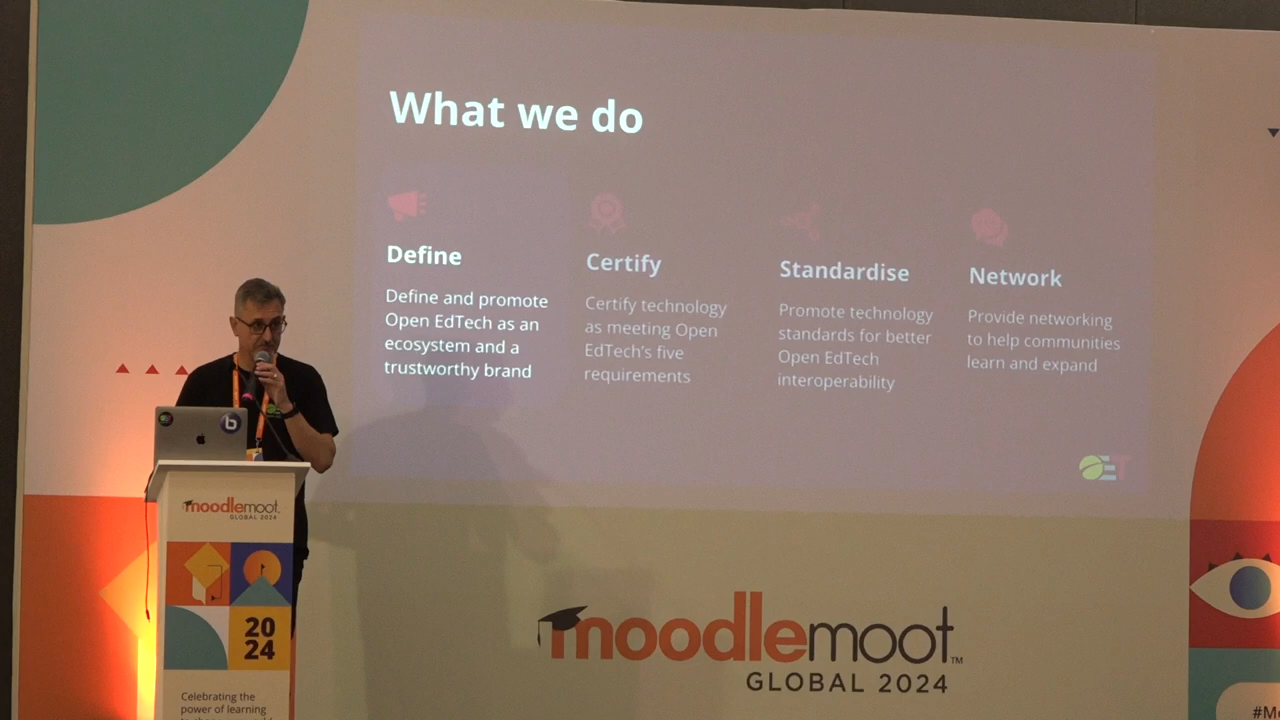 What we do
Define
Define and promote
Open EdTech as an
ecosystem and a
trustworthy brand
Certify
Certify technology
as meeting Open
EdTech's five
requirements
Standardise
Promote technology
standards for better
Open EdTech
interoperability
Network
Provide networking
to help communities
learn and expand
OET
b
moodlemoot
GLOBAL 2024
20
24
Celebrating the
power of learning
moodlemoot™
GLOBAL 2024